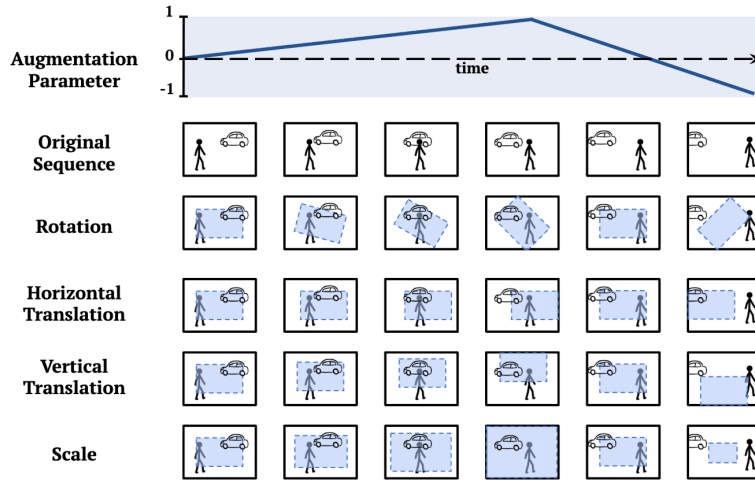 1
Augmentation
Parameter
0
time
-1
Original
Sequence
Rotation
Horizontal
Translation
Vertical
Translation
Scale